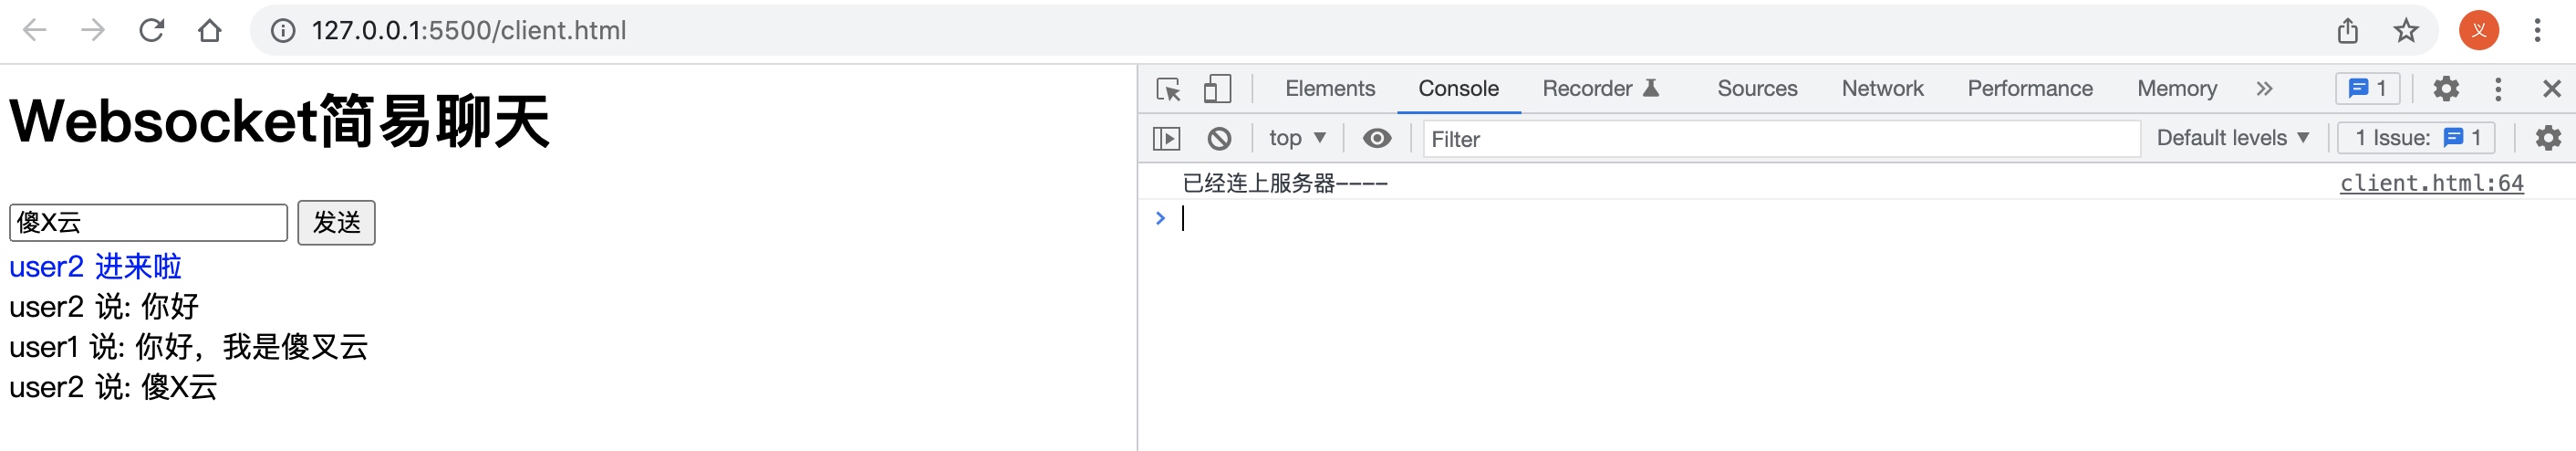 127.0.0.1:5500/client.html
义
Websocket简易聊天
傻X云 发送
user2 进来啦
user2 说: 你好
user1 说: 你好，我是傻叉云
user2 说: 傻X云
Elements Console Recorder Sources Network Performance Memory 1
top Filter Default levels 1 Issue: 1
已经连上服务器---- client.html:64